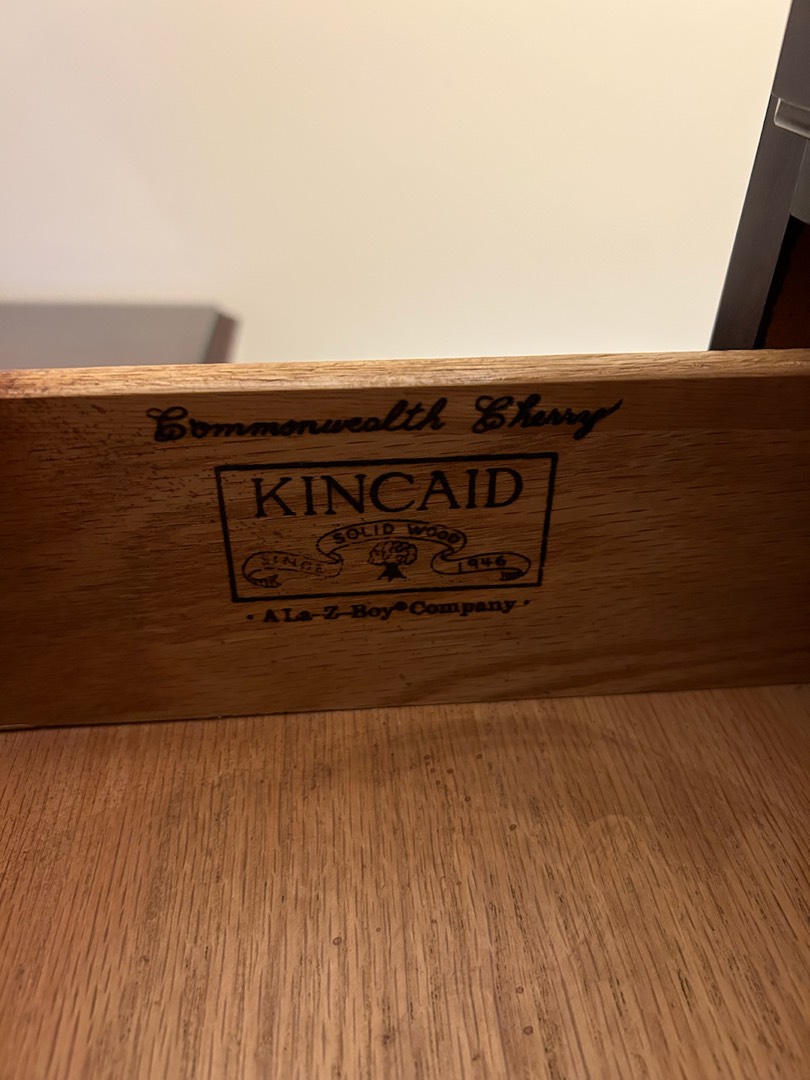 Commonwealth Cherry
KINCAID
SOLID WOOD
SINCE 1946
· A La-Z-Boy® Company ·